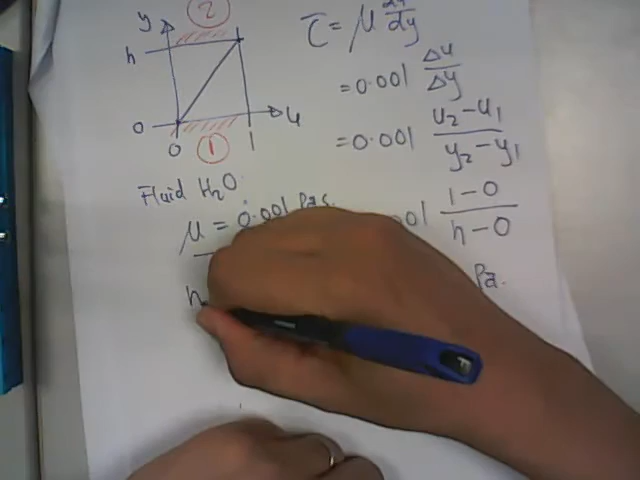 y
2
h
0
u
0
1
1
Fluid H₂O
μ = 0.001 Pa.s
h
τ = μ du/dy
= 0.001 Δu/Δy
= 0.001 (u₂ - u₁)/(y₂ - y₁)
01 (1 - 0)/(h - 0)
Pa.